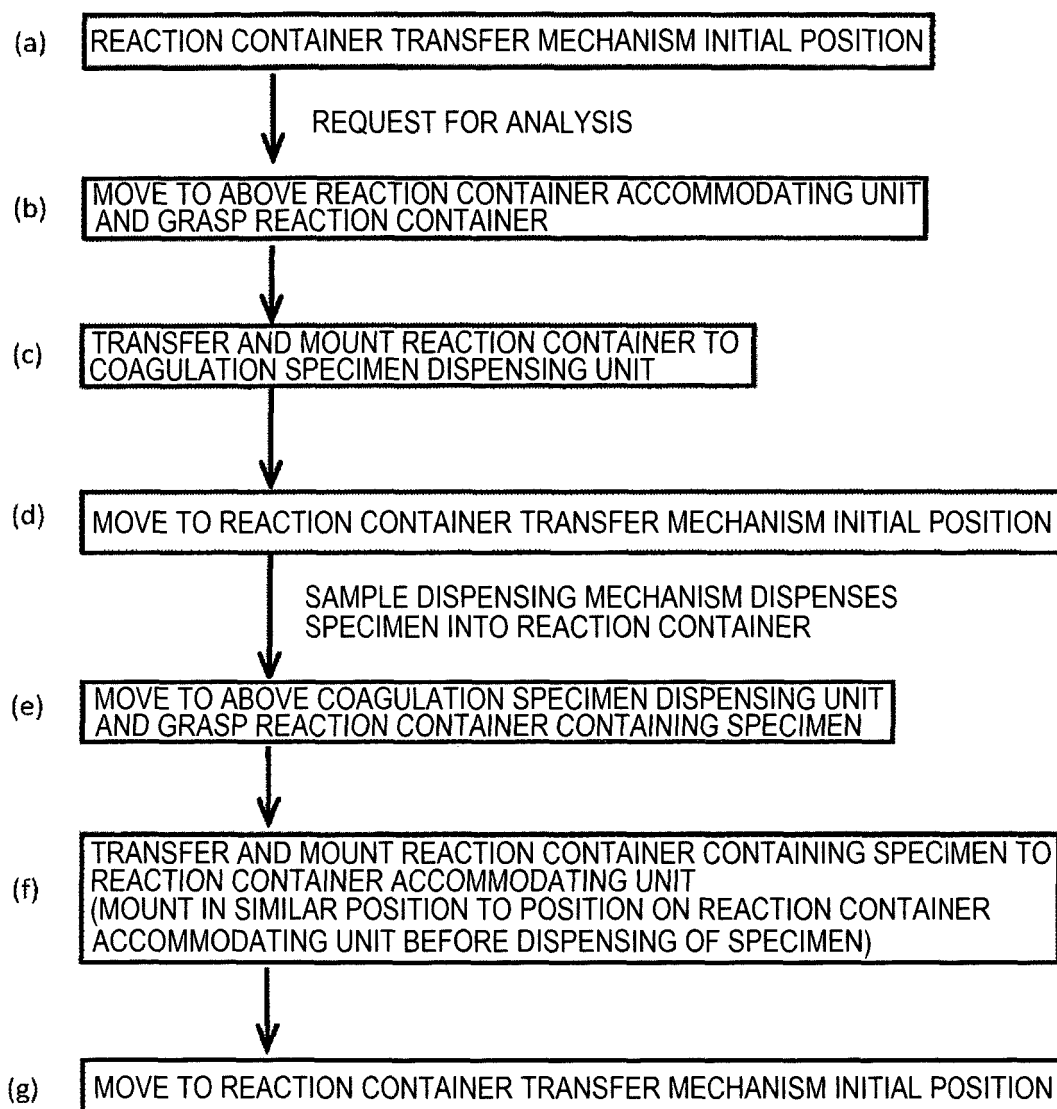 (a) REACTION CONTAINER TRANSFER MECHANISM INITIAL POSITION
REQUEST FOR ANALYSIS
(b) MOVE TO ABOVE REACTION CONTAINER ACCOMMODATING UNIT
AND GRASP REACTION CONTAINER
(c) TRANSFER AND MOUNT REACTION CONTAINER TO
COAGULATION SPECIMEN DISPENSING UNIT
(d) MOVE TO REACTION CONTAINER TRANSFER MECHANISM INITIAL POSITION
SAMPLE DISPENSING MECHANISM DISPENSES
SPECIMEN INTO REACTION CONTAINER
(e) MOVE TO ABOVE COAGULATION SPECIMEN DISPENSING UNIT
AND GRASP REACTION CONTAINER CONTAINING SPECIMEN
(f) TRANSFER AND MOUNT REACTION CONTAINER CONTAINING SPECIMEN TO
REACTION CONTAINER ACCOMMODATING UNIT
(MOUNT IN SIMILAR POSITION TO POSITION ON REACTION CONTAINER
ACCOMMODATING UNIT BEFORE DISPENSING OF SPECIMEN)
(g) MOVE TO REACTION CONTAINER TRANSFER MECHANISM INITIAL POSITION